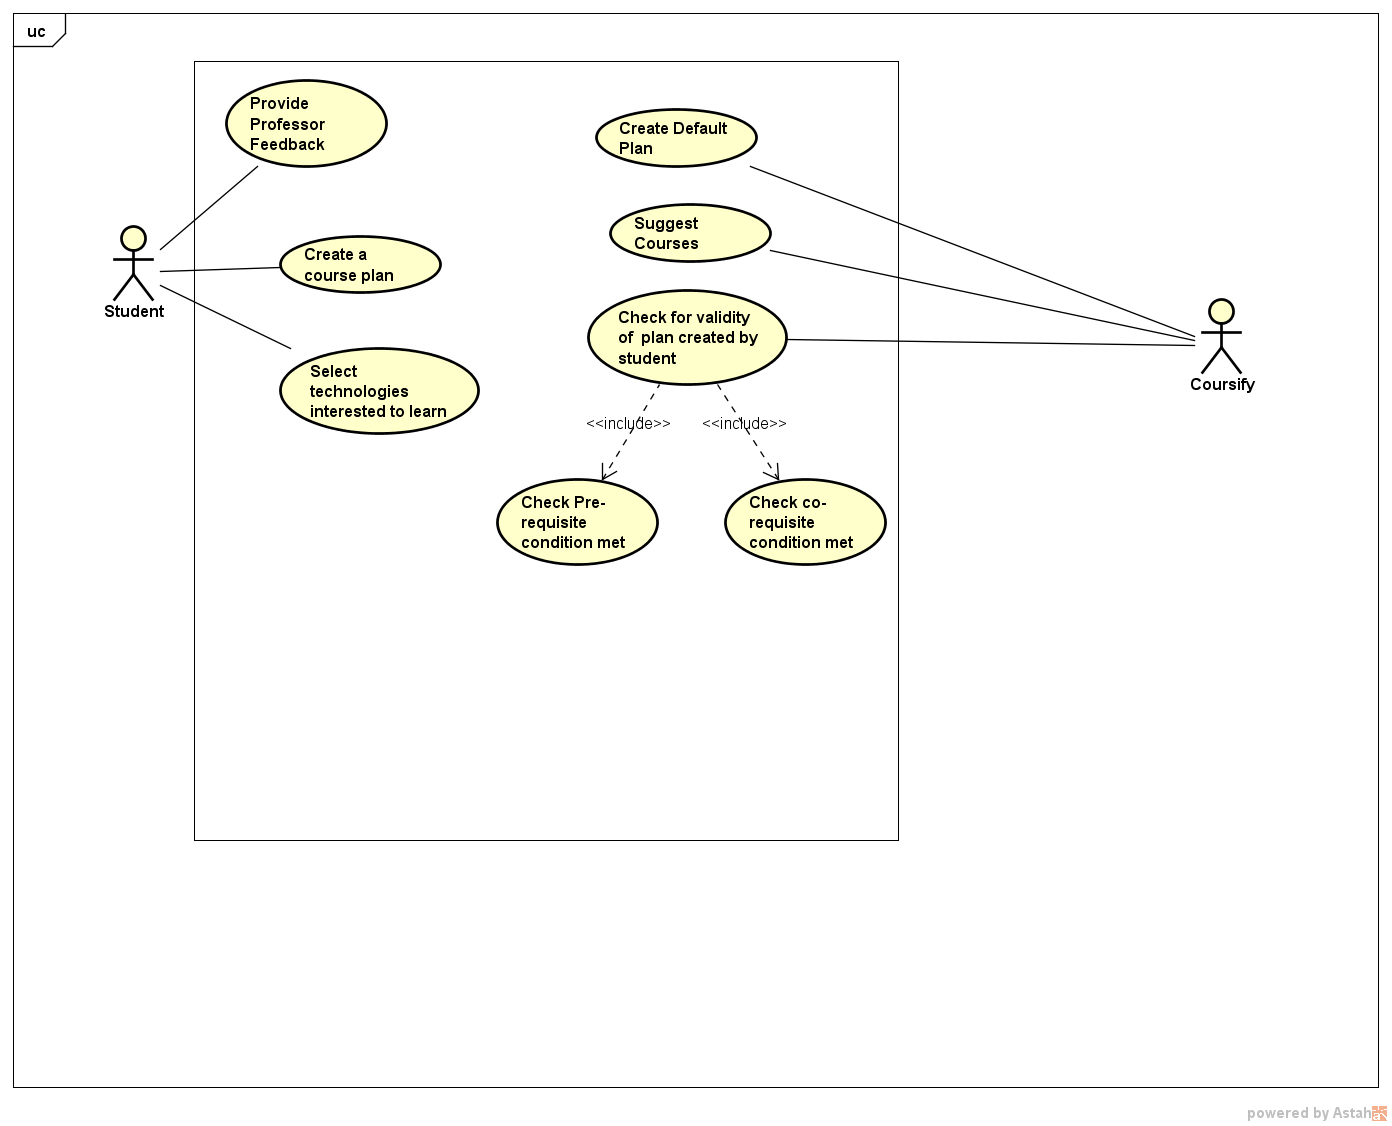 uc
Provide
Professor
Feedback
Create a
course plan
Select
technologies
interested to learn
Student
Create Default
Plan
Suggest
Courses
Check for validity
of  plan created by
student
<<include>>
<<include>>
Check Pre-
requisite
condition met
Check co-
requisite
condition met
Coursify
powered by Astah